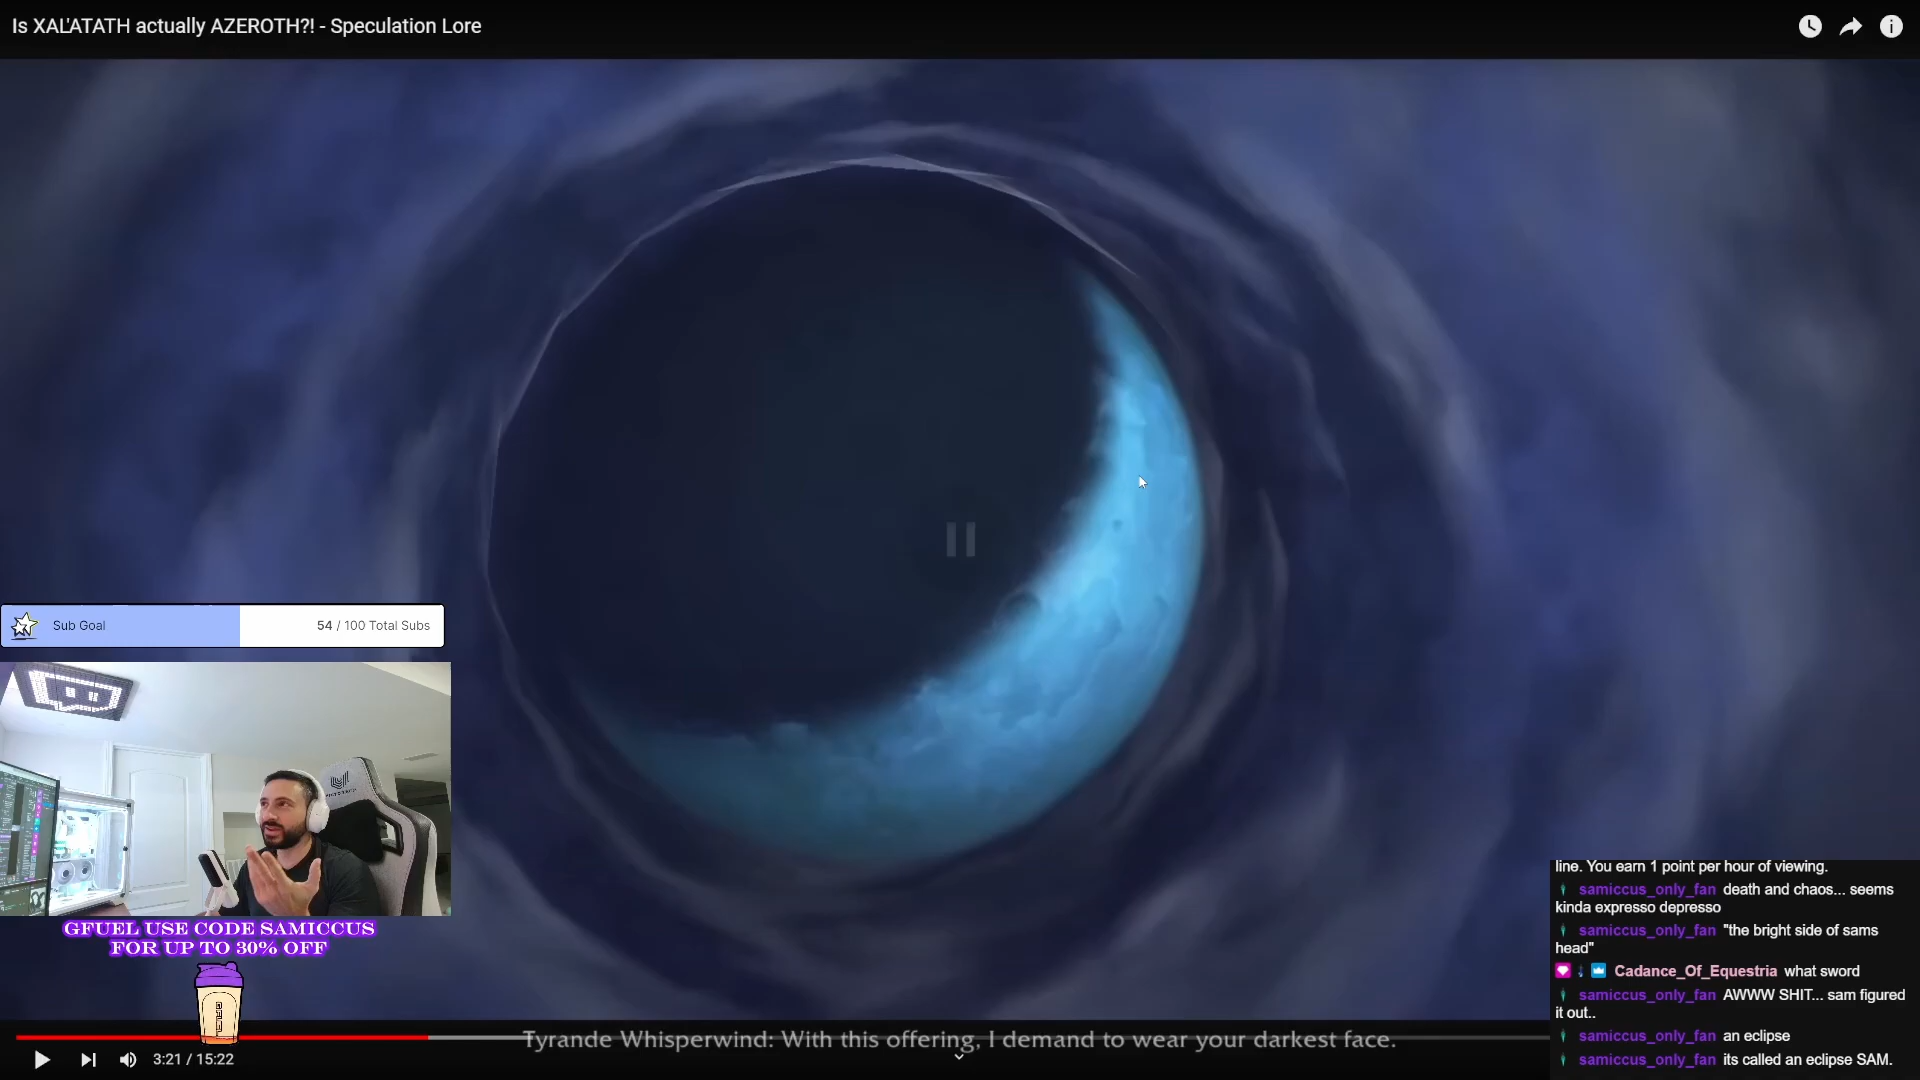 Is XAL'ATATH actually AZEROTH?! - Speculation Lore
Sub Goal
54 / 100 Total Subs
GFUEL USE CODE SAMICCUS
FOR UP TO 30% OFF
Tyrande Whisperwind: With this offering, I demand to wear your darkest face.
3:21 / 15:22
line. You earn 1 point per hour of viewing.
samiccus_only_fan death and chaos... seems
kinda expresso depresso
samiccus_only_fan "the bright side of sams
head"
Cadance_Of_Equestria what sword
samiccus_only_fan AWWW SHIT... sam figured
it out..
samiccus_only_fan an eclipse
samiccus_only_fan its called an eclipse SAM.